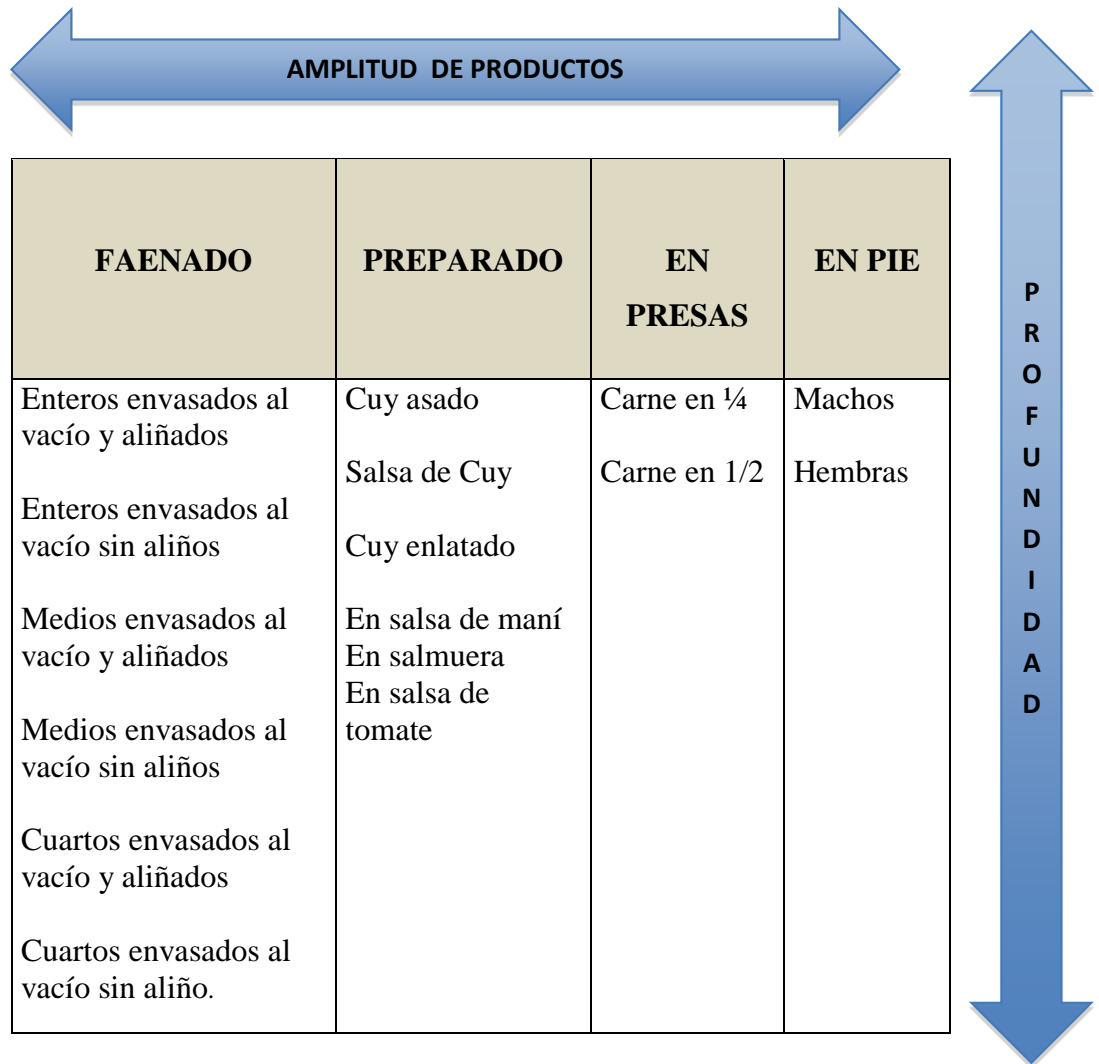 AMPLITUD DE PRODUCTOS
FAENADO
PREPARADO
EN
PRESAS
EN PIE
Enteros envasados al
vacío y aliñados
Enteros envasados al
vacío sin aliños
Medios envasados al
vacío y aliñados
Medios envasados al
vacío sin aliños
Cuartos envasados al
vacío y aliñados
Cuartos envasados al
vacío sin aliño.
Cuy asado
Salsa de Cuy
Cuy enlatado
En salsa de maní
En salmuera
En salsa de
tomate
Carne en ¼
Carne en 1/2
Machos
Hembras
P
R
O
F
U
N
D
I
D
A
D